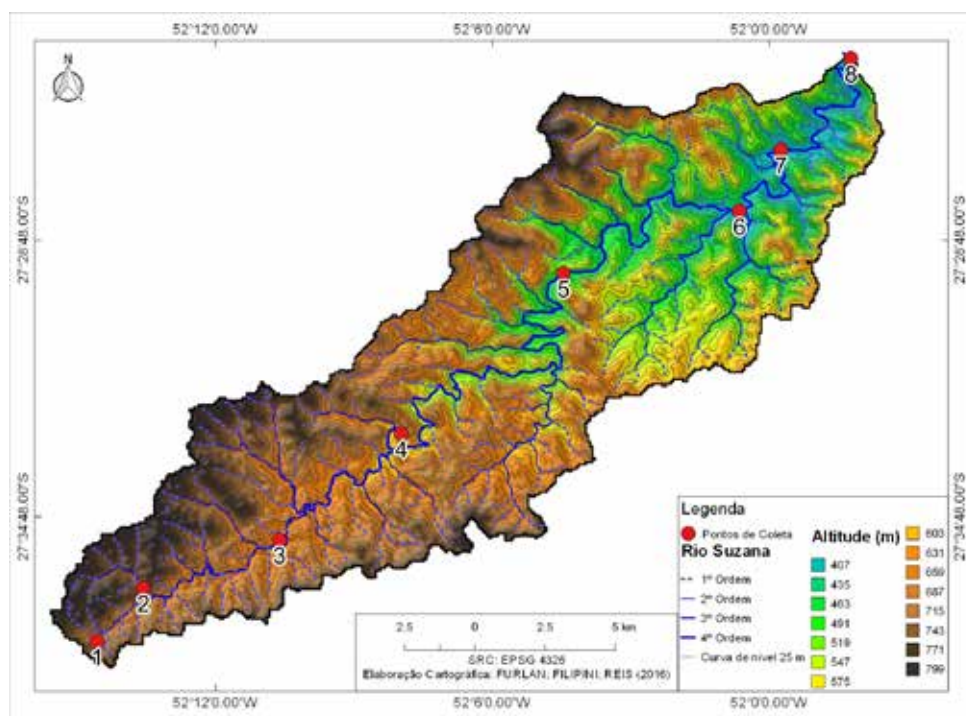 52°12'0.00"W 52°6'0.00"W 52°0'0.00"W
N
8
7
27°28'48.00"S 6 27°28'48.00"S
5
4
27°34'48.00"S 3 27°34'48.00"S
2
1
Legenda
Pontos de Coleta
Rio Suzana
1ª Ordem
2ª Ordem
3ª Ordem
4ª Ordem
Curva de nível 25 m
Altitude (m)
407
435
463
491
519
547
575
603
631
659
687
715
743
771
799
2.5 0 2.5 5 km
SRC: EPSG 4326
Elaboração Cartográfica: FURLAN; FILIPINI; REIS (2016)
52°12'0.00"W 52°6'0.00"W 52°0'0.00"W